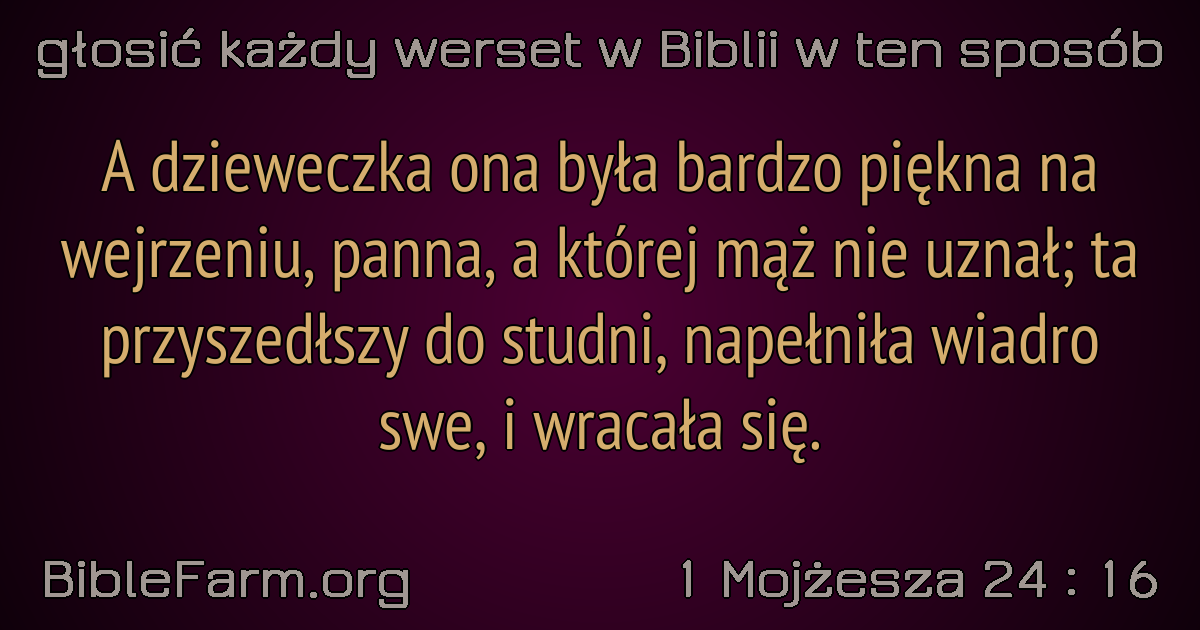 głosić każdy werset w Biblii w ten sposób
A dzieweczka ona była bardzo piękna na
wejrzeniu, panna, a której mąż nie uznał; ta
przyszedłszy do studni, napełniła wiadro
swe, i wracała się.
BibleFarm.org
1 Mojżesza 24 : 16